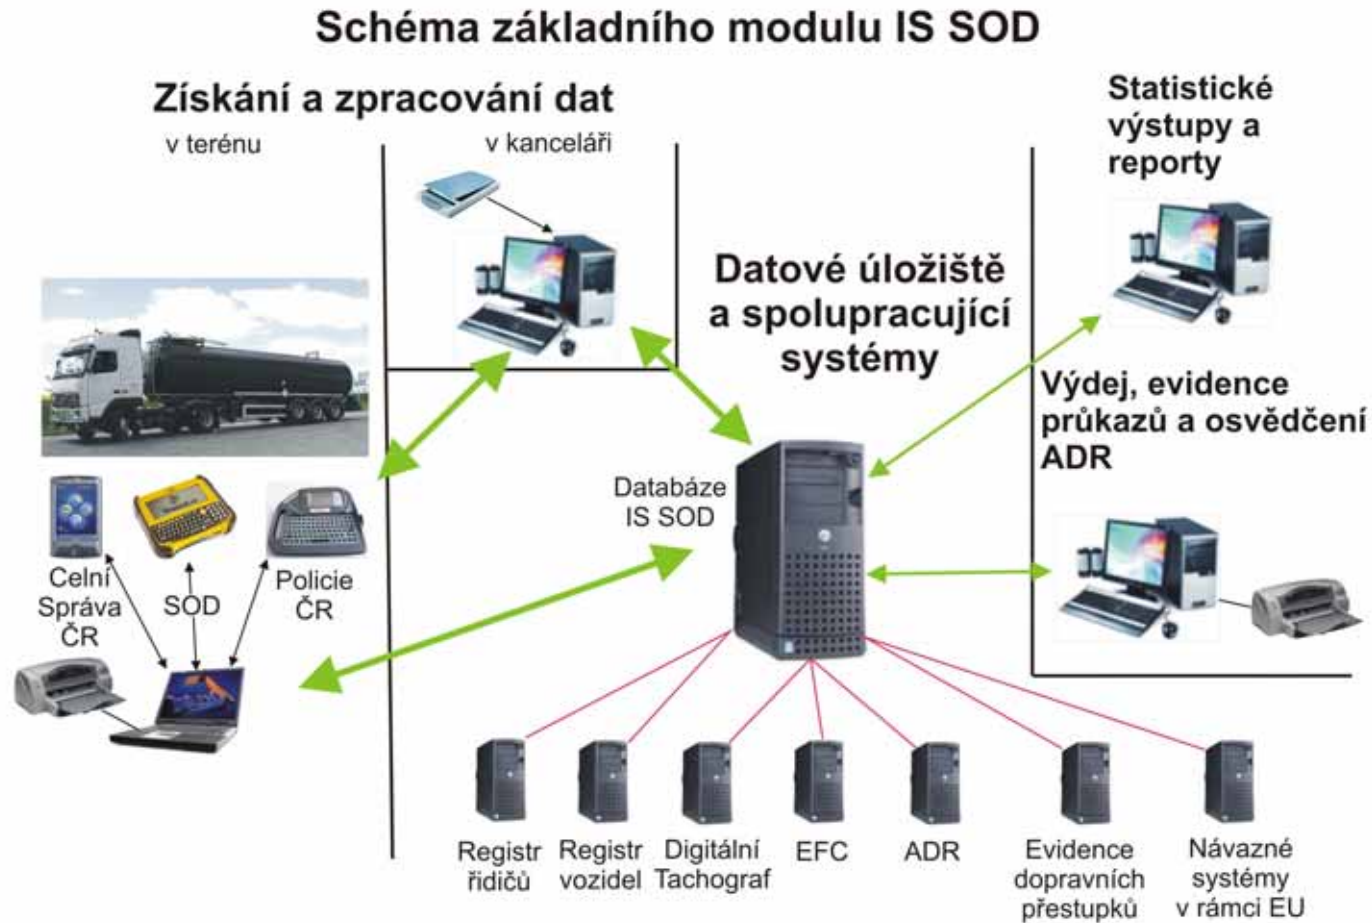 Schéma základního modulu IS SOD
Získání a zpracování dat
v terénu
v kanceláři
Statistické
výstupy a
reporty
Datové úložiště
a spolupracující
systémy
Výdej, evidence
průkazů a osvědčení
ADR
Databáze
IS SOD
Celní
Správa
ČR
SOD
Policie
ČR
Registr
řidičů
Registr
vozidel
Digitální
Tachograf
EFC
ADR
Evidence
dopravních
přestupků
Návazné
systémy
v rámci EU